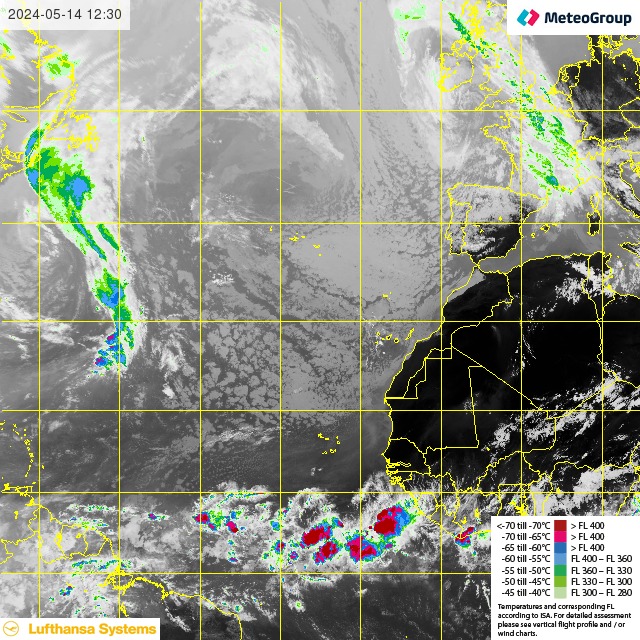 2024-05-14 12:30
MeteoGroup
<-70 till -70°C > FL 400
-70 till -65°C > FL 400
-65 till -60°C > FL 400
-60 till -55°C FL 400 - FL 360
-55 till -50°C FL 360 - FL 330
-50 till -45°C FL 330 - FL 300
-45 till -40°C FL 300 - FL 280
Temperatures and corresponding FL
according to ISA. For detailed assessment
please see vertical flight profile and / or
wind charts.
Lufthansa Systems